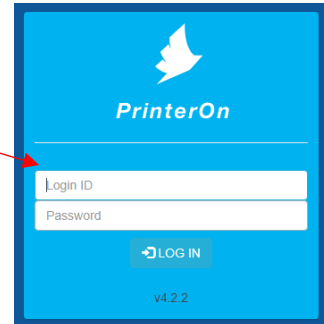 PrinterOn
Login ID
Password
LOG IN
v4.2.2